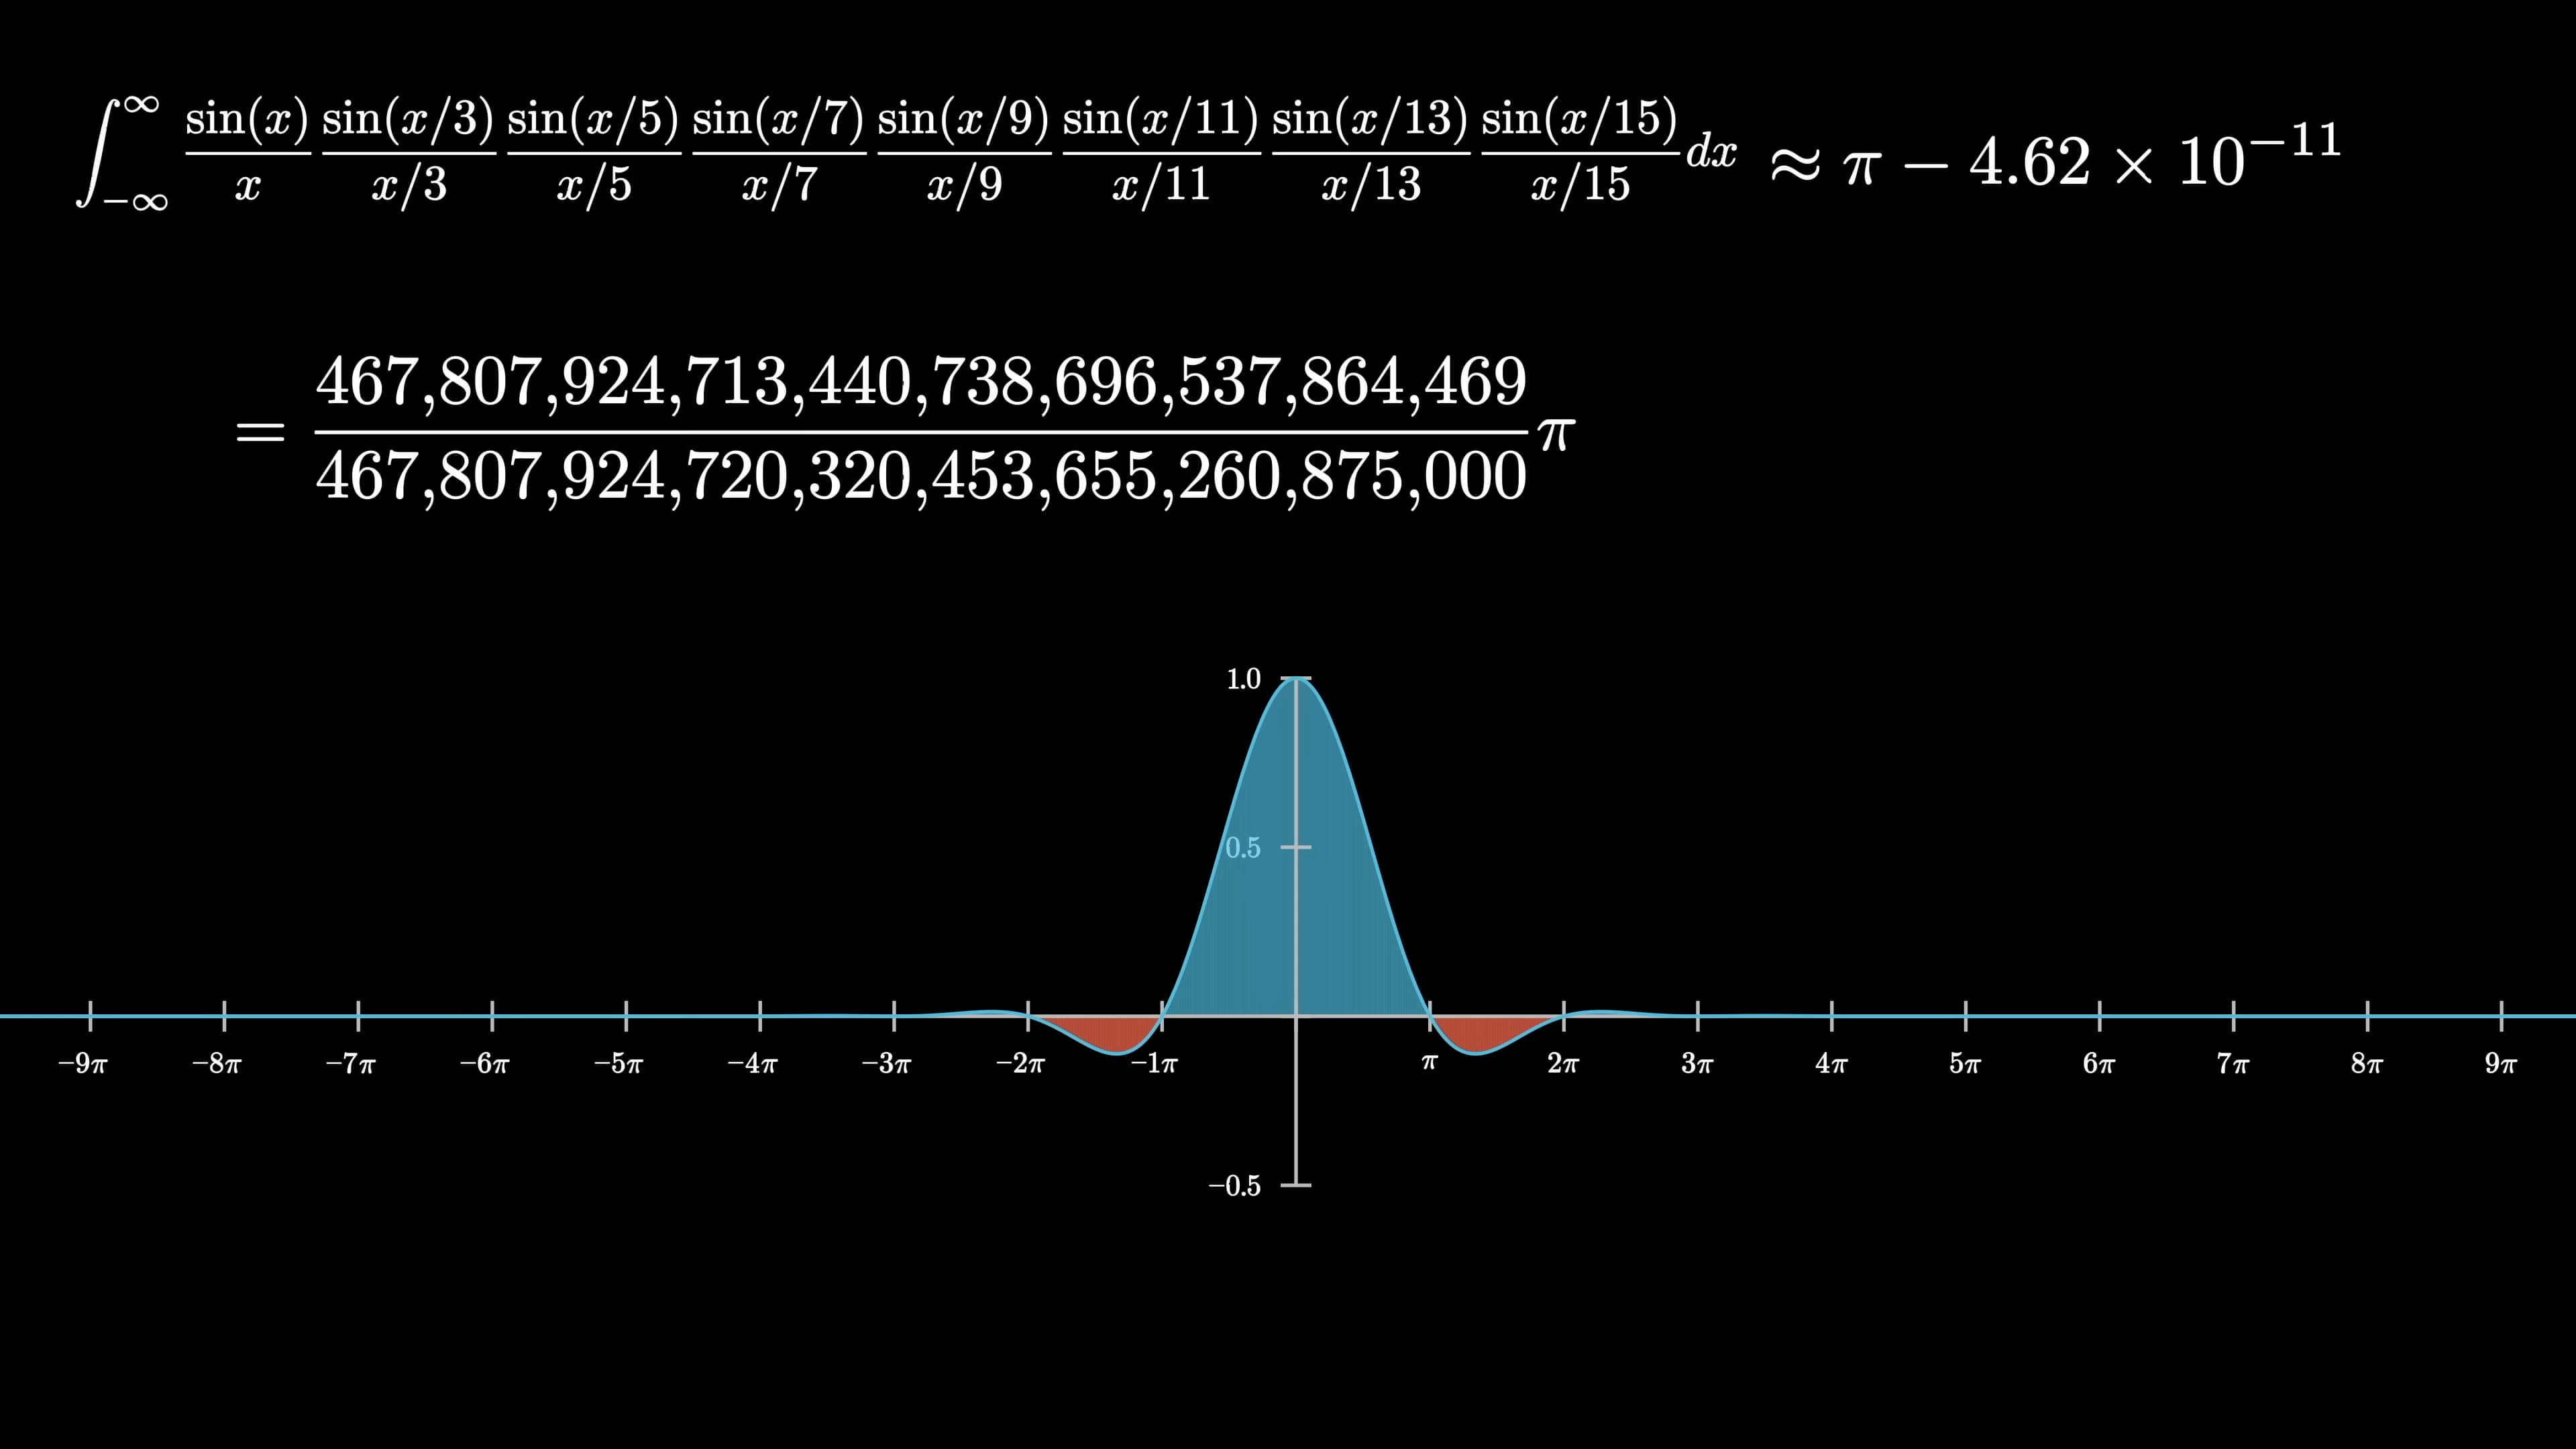 ∫_{−∞}^{∞} sin(x)/x sin(x/3)/(x/3) sin(x/5)/(x/5) sin(x/7)/(x/7) sin(x/9)/(x/9) sin(x/11)/(x/11) sin(x/13)/(x/13) sin(x/15)/(x/15) dx ≈ π − 4.62 × 10^{−11}
= 467,807,924,713,440,738,696,537,864,469 / 467,807,924,720,320,453,655,260,875,000 π
1.0
0.5
−9π −8π −7π −6π −5π −4π −3π −2π −1π π 2π 3π 4π 5π 6π 7π 8π 9π
−0.5